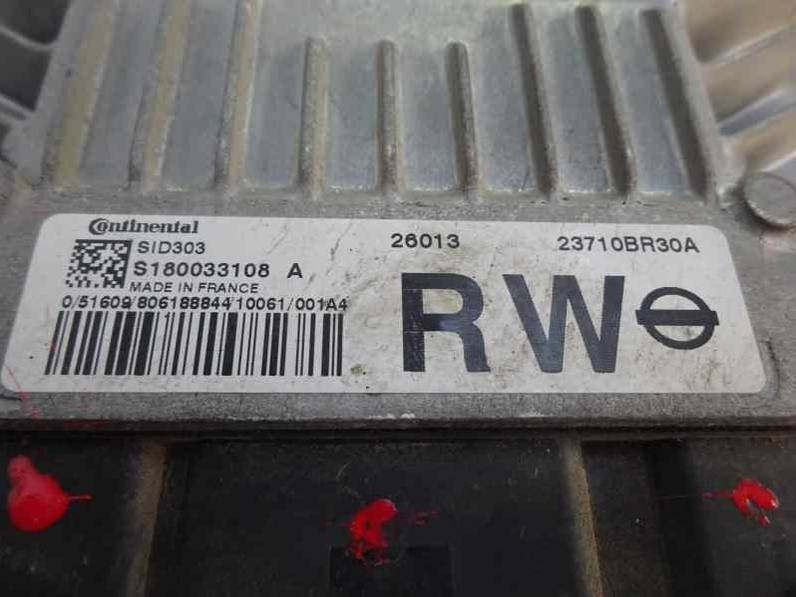 Continental
SID303
S180033108 A
MADE IN FRANCE
0/51609/806188844/10061/001A4
26013
23710BR30A
RW